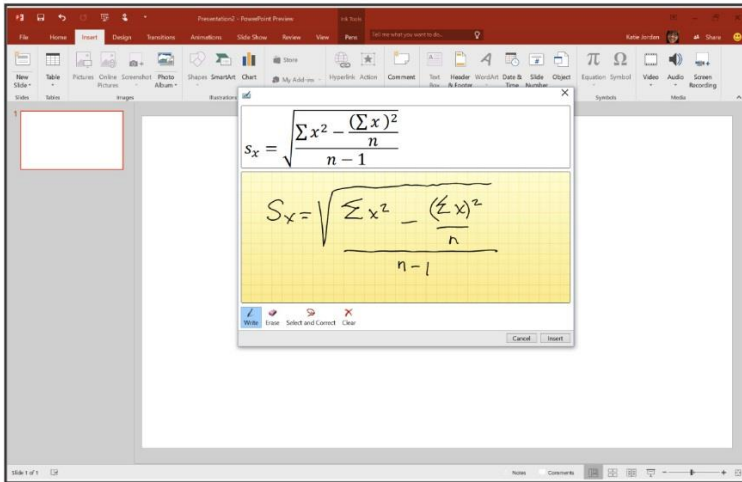 Presentation2 - PowerPoint Preview
Ink Tools
File Home Insert Design Transitions Animations Slide Show Review View Pens Tell me what you want to do... Katie Jordan Share
New Slide Table Pictures Online Pictures Screenshot Photo Album Shapes SmartArt Chart Store My Add-ins Hyperlink Action Comment Text Box Header & Footer WordArt Date & Time Slide Number Object π Equation Ω Symbol Video Audio Screen Recording
Slides Tables Images Illustrations Symbols Media
1
s_x = √((∑x² − (∑x)²/n)/(n − 1))
S_x = √((∑x² − (∑x)²/n)/(n − 1))
Write Erase Select and Correct Clear
Cancel Insert
Slide 1 of 1 Notes Comments